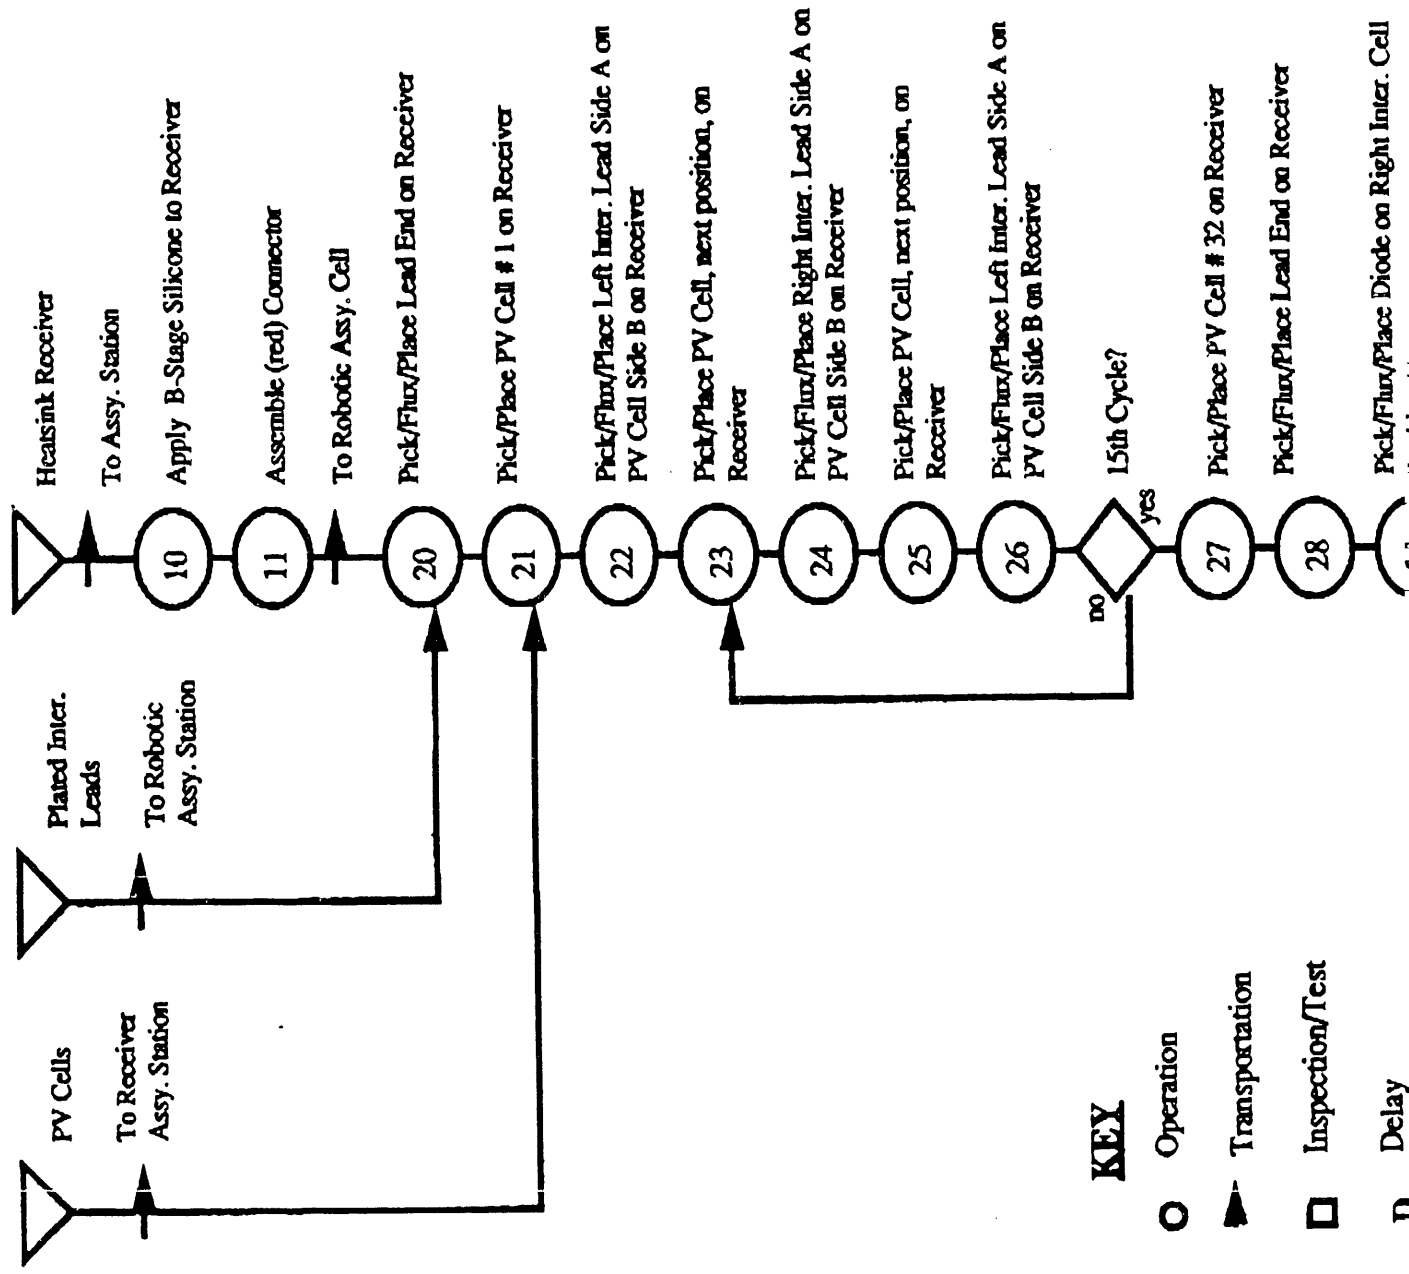 PV Cells
To Receiver
Assy. Station
Plated Inter.
Leads
To Robotic
Assy. Station
Heatsink Receiver
To Assy. Station
10
Apply B-Stage Silicone to Receiver
11
Assemble (red) Connector
To Robotic Assy. Cell
20
Pick/Flux/Place Lead End on Receiver
21
Pick/Place PV Cell # 1 on Receiver
22
Pick/Flux/Place Left Inter. Lead Side A on
PV Cell Side B on Receiver
23
Pick/Place PV Cell, next position, on
Receiver
24
Pick/Flux/Place Right Inter. Lead Side A on
PV Cell Side B on Receiver
25
Pick/Place PV Cell, next position, on
Receiver
26
Pick/Flux/Place Left Inter. Lead Side A on
PV Cell Side B on Receiver
15th Cycle?
no
yes
27
Pick/Place PV Cell # 32 on Receiver
28
Pick/Flux/Place Lead End on Receiver
Pick/Flux/Place Diode on Right Inter. Cell
KEY
Operation
Transportation
Inspection/Test
Delay